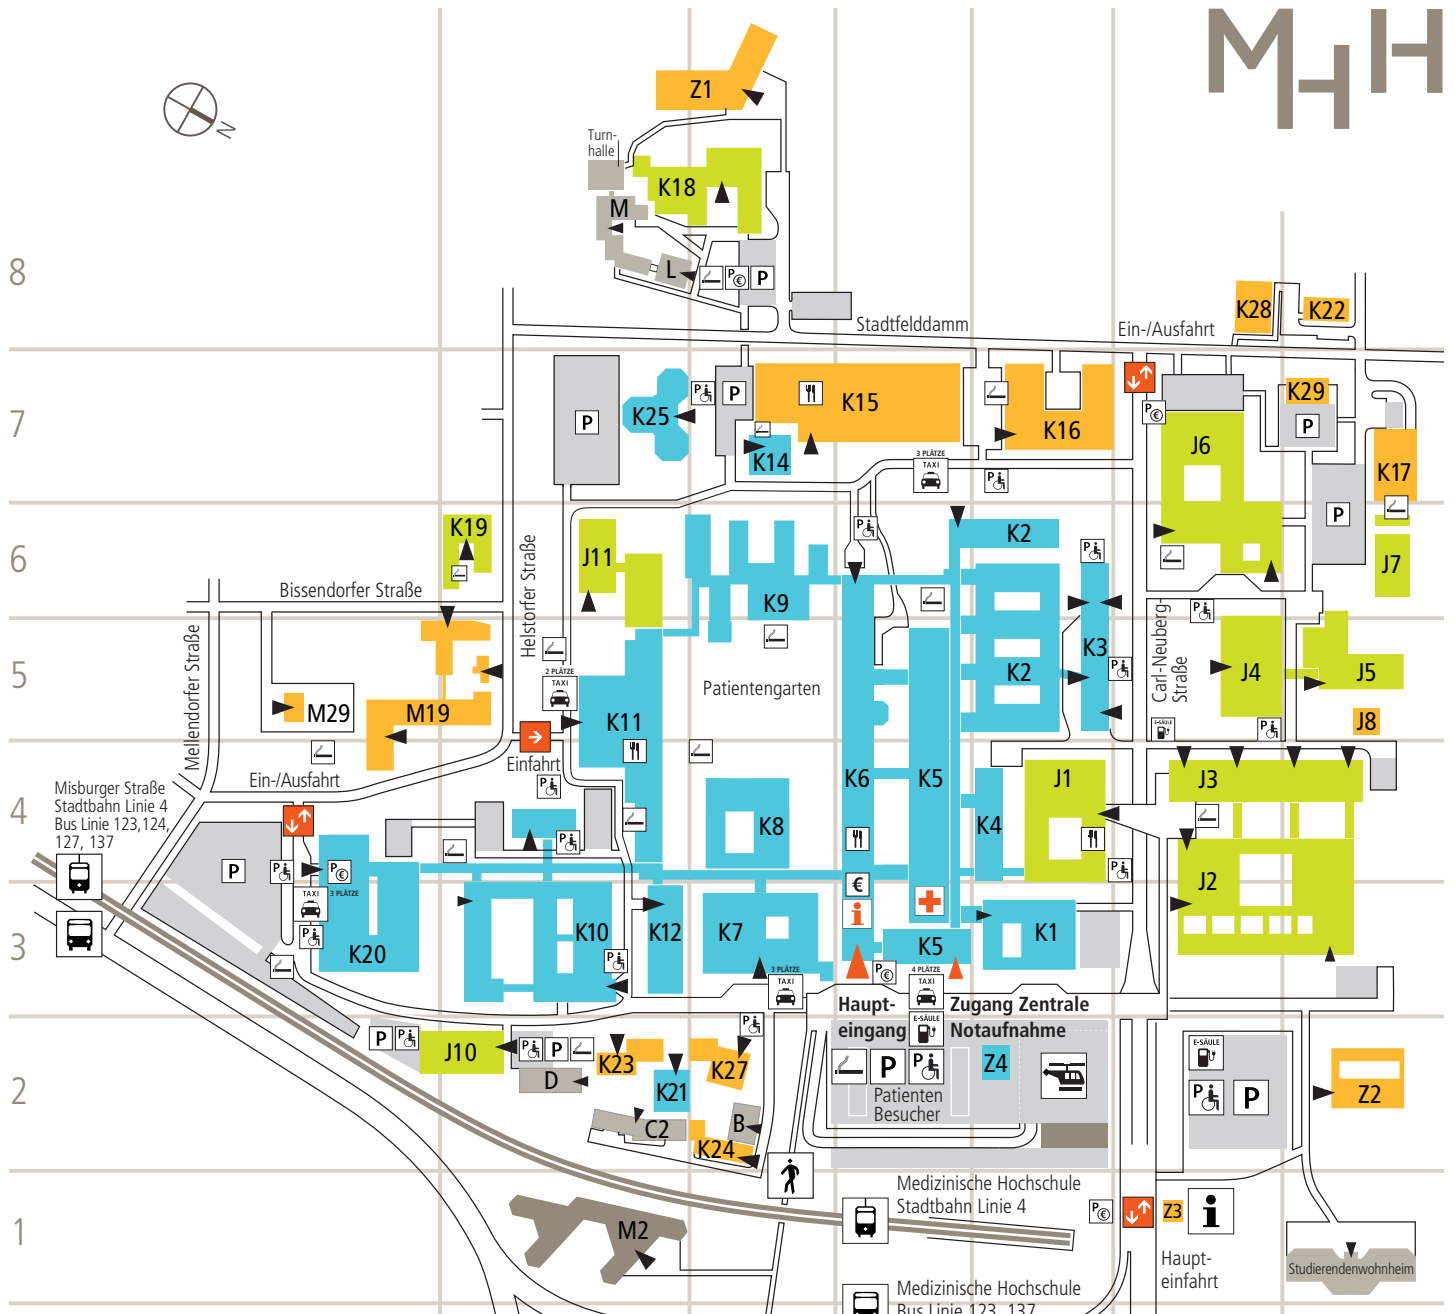 MHH
N
Z1
Turn-
halle
K18
M
L
P€
P
8
Stadtfelddamm
Ein-/Ausfahrt
K28
K22
7
P
K25
P
P
K15
K14
K16
P€
K29
P
J6
K17
3 PLÄTZE
TAXI
P
P
6
K19
J11
K9
P
K2
P
P
J7
Bissendorfer Straße
Helstorfer Straße
Mellendorfer Straße
Carl-Neuberg-
Straße
P
5
2 PLÄTZE
TAXI
Patientengarten
K2
K3
P
J4
J5
M29
M19
K11
E-SÄULE
P
J8
Einfahrt
Ein-/Ausfahrt
P
K6
K5
J1
J3
Misburger Straße
Stadtbahn Linie 4
Bus Linie 123,124,
127, 137
4
P
K8
K4
P
P
P€
3 PLÄTZE
TAXI
P
€
i
P
J2
3
K20
K10
K12
K7
K5
K1
P
P
3 PLÄTZE
TAXI
P€
4 PLÄTZE
TAXI
Haupt-
eingang
Zugang Zentrale
Notaufnahme
E-SÄULE
P
P
P
J10
P
P
K23
K27
P
P
Z4
E-SÄULE
2
D
K21
Patienten
Besucher
P
P
Z2
C2
B
K24
Medizinische Hochschule
Stadtbahn Linie 4
P€
Z3
i
1
M2
Haupt-
einfahrt
Studierendenwohnheim
Medizinische Hochschule
Bus Linie 123, 137